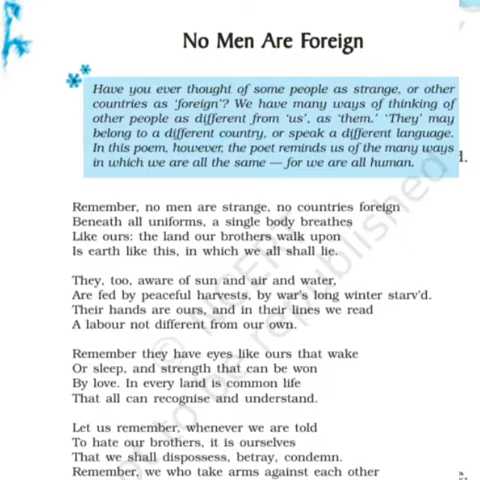 No Men Are Foreign
Have you ever thought of some people as strange, or other
countries as ‘foreign’? We have many ways of thinking of
other people as different from ‘us’, as ‘them.’ ‘They’ may
belong to a different country, or speak a different language.
In this poem, however, the poet reminds us of the many ways
in which we are all the same — for we are all human.
Remember, no men are strange, no countries foreign
Beneath all uniforms, a single body breathes
Like ours: the land our brothers walk upon
Is earth like this, in which we all shall lie.
They, too, aware of sun and air and water,
Are fed by peaceful harvests, by war’s long winter starv’d.
Their hands are ours, and in their lines we read
A labour not different from our own.
Remember they have eyes like ours that wake
Or sleep, and strength that can be won
By love. In every land is common life
That all can recognise and understand.
Let us remember, whenever we are told
To hate our brothers, it is ourselves
That we shall dispossess, betray, condemn.
Remember, we who take arms against each other